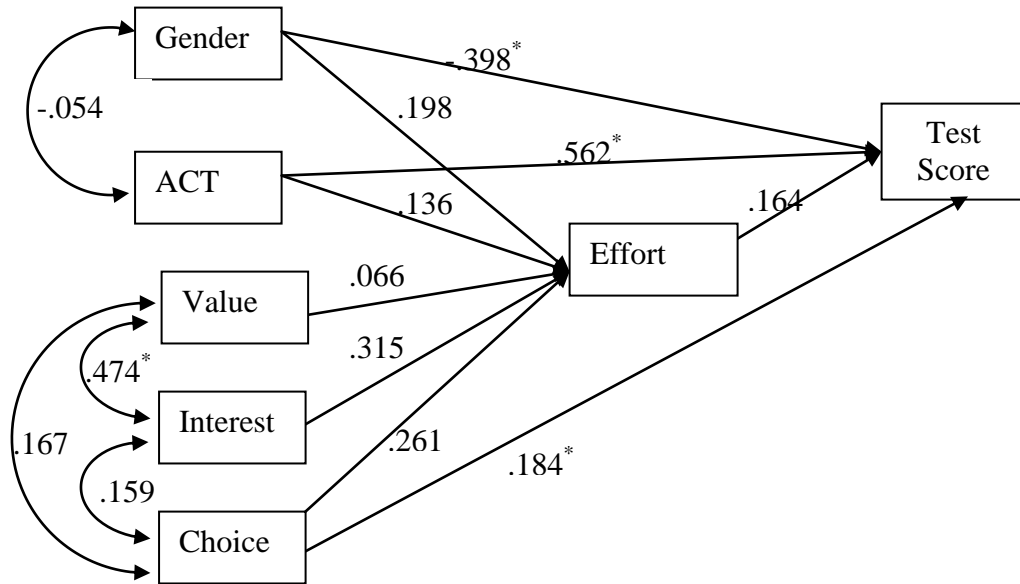 Gender
-.398*
-.054
.198
Test
Score
.562*
ACT
.136
.164
Effort
Value
.066
.474*
.315
Interest
.167
.261
.184*
.159
Choice